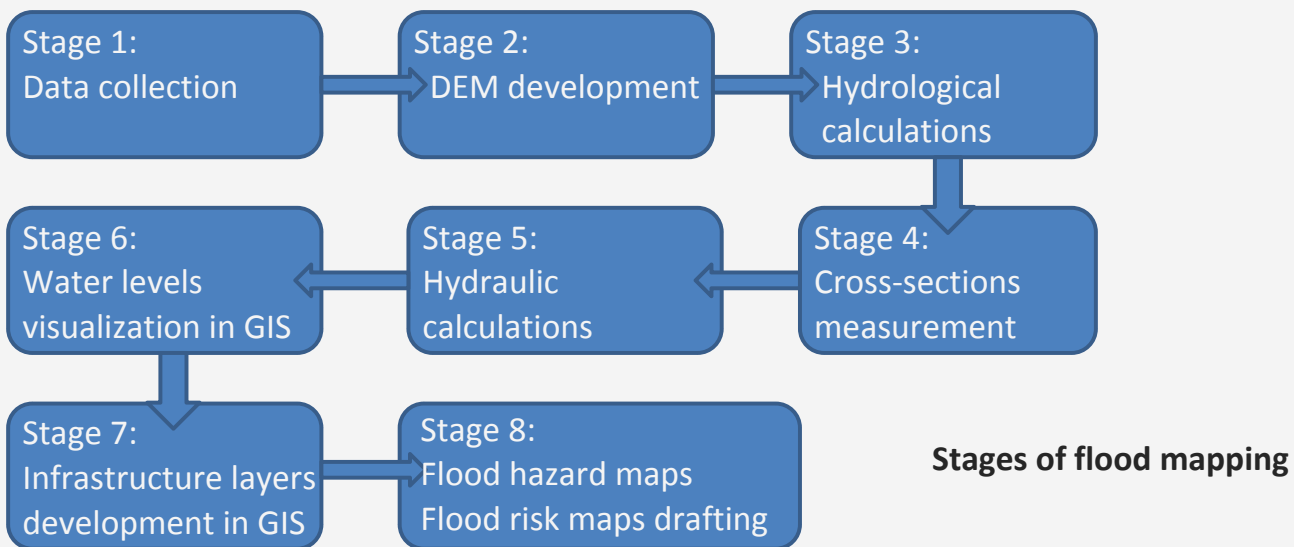 Stage 1:
Data collection
Stage 2:
DEM development
Stage 3:
Hydrological
calculations
Stage 4:
Cross-sections
measurement
Stage 5:
Hydraulic
calculations
Stage 6:
Water levels
visualization in GIS
Stage 7:
Infrastructure layers
development in GIS
Stage 8:
Flood hazard maps
Flood risk maps drafting
Stages of flood mapping